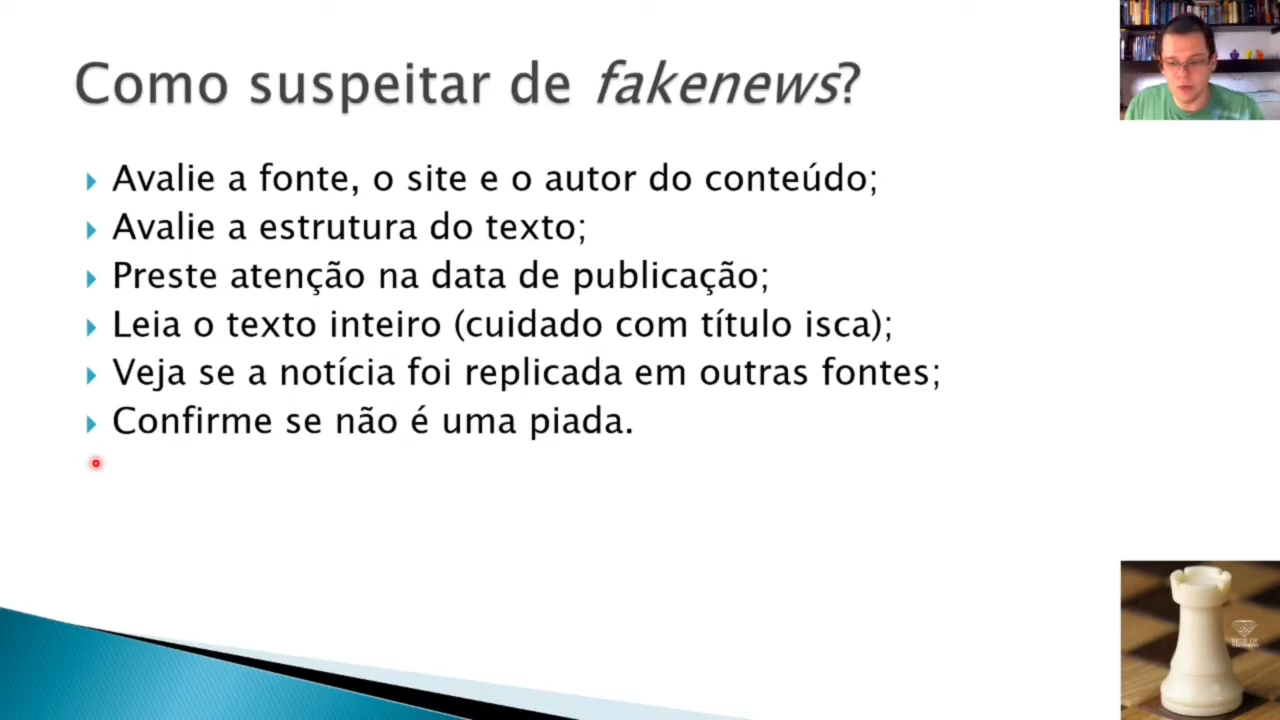 Como suspeitar de fakenews?
Avalie a fonte, o site e o autor do conteúdo;
Avalie a estrutura do texto;
Preste atenção na data de publicação;
Leia o texto inteiro (cuidado com título isca);
Veja se a notícia foi replicada em outras fontes;
Confirme se não é uma piada.